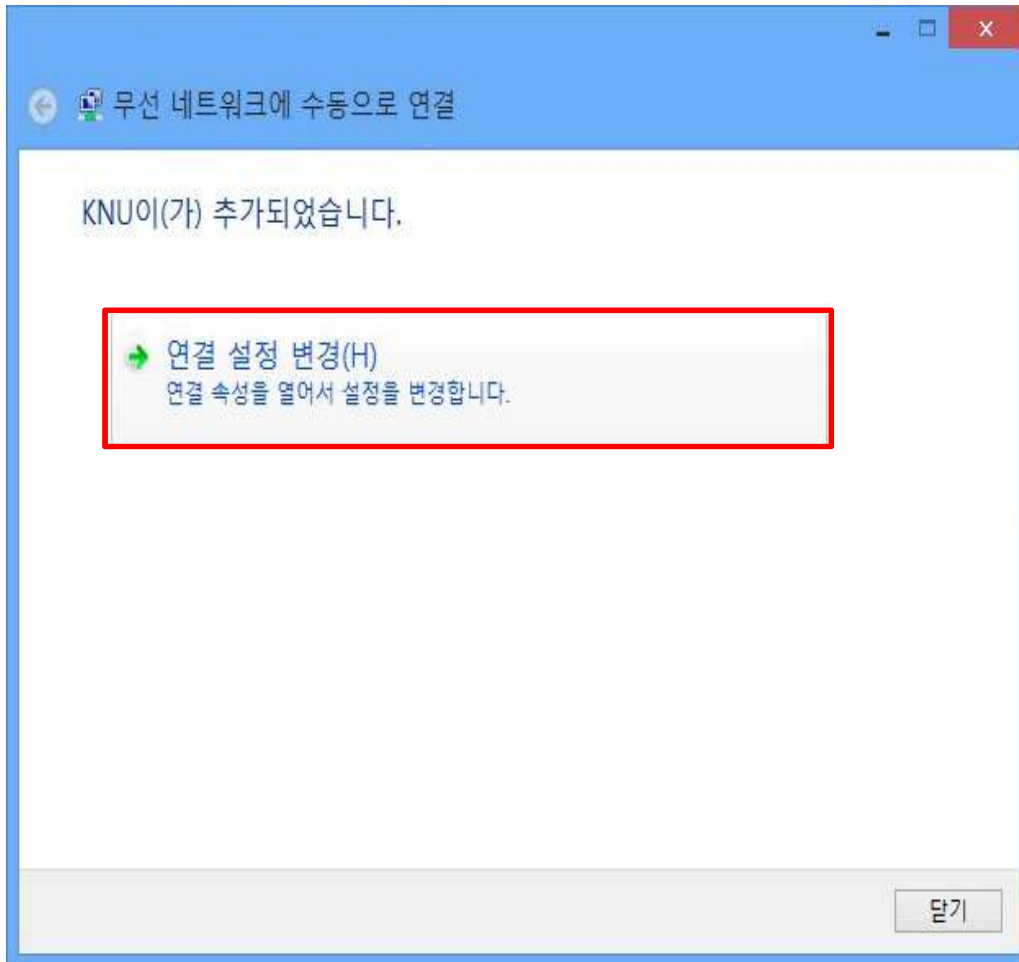 무선 네트워크에 수동으로 연결
KNU이(가) 추가되었습니다.
연결 설정 변경(H)
연결 속성을 열어서 설정을 변경합니다.
닫기